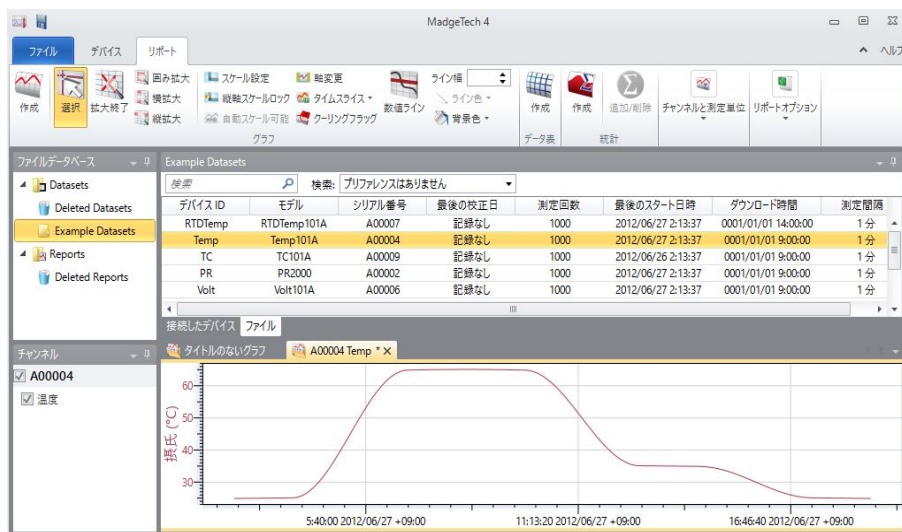 MadgeTech 4
ファイル デバイス リポート
作成 選択 拡大終了
囲み拡大
横拡大
縦拡大
スケール設定 軸変更
縦軸スケールロック タイムスライス
自動スケール可能 クーリングフラッグ
数値ライン
ライン幅
ライン色
背景色
作成 作成 追加/削除 チャンネルと測定単位 リポートオプション
グラフ データ表 統計
ファイルデータベース
Datasets
Deleted Datasets
Example Datasets
Reports
Deleted Reports
Example Datasets
検索 検索: プリファレンスはありません
デバイス ID モデル シリアル番号 最後の校正日 測定回数 最後のスタート日時 ダウンロード時間 測定間隔
RTDTemp RTDTemp101A A00007 記録なし 1000 2012/06/27 2:13:37 0001/01/01 14:00:00 1 分
Temp Temp101A A00004 記録なし 1000 2012/06/27 2:13:37 0001/01/01 9:00:00 1 分
TC TC101A A00009 記録なし 1000 2012/06/26 2:13:37 0001/01/01 9:00:00 1 分
PR PR2000 A00002 記録なし 1000 2012/06/27 2:13:37 0001/01/01 9:00:00 1 分
Volt Volt101A A00006 記録なし 1000 2012/06/27 2:13:37 0001/01/01 9:00:00 1 分
接続したデバイス ファイル
チャンネル
A00004
温度
タイトルのないグラフ A00004 Temp * X
摂氏 (°C)
60
50
40
30
5:40:00 2012/06/27 +09:00 11:13:20 2012/06/27 +09:00 16:46:40 2012/06/27 +09:00